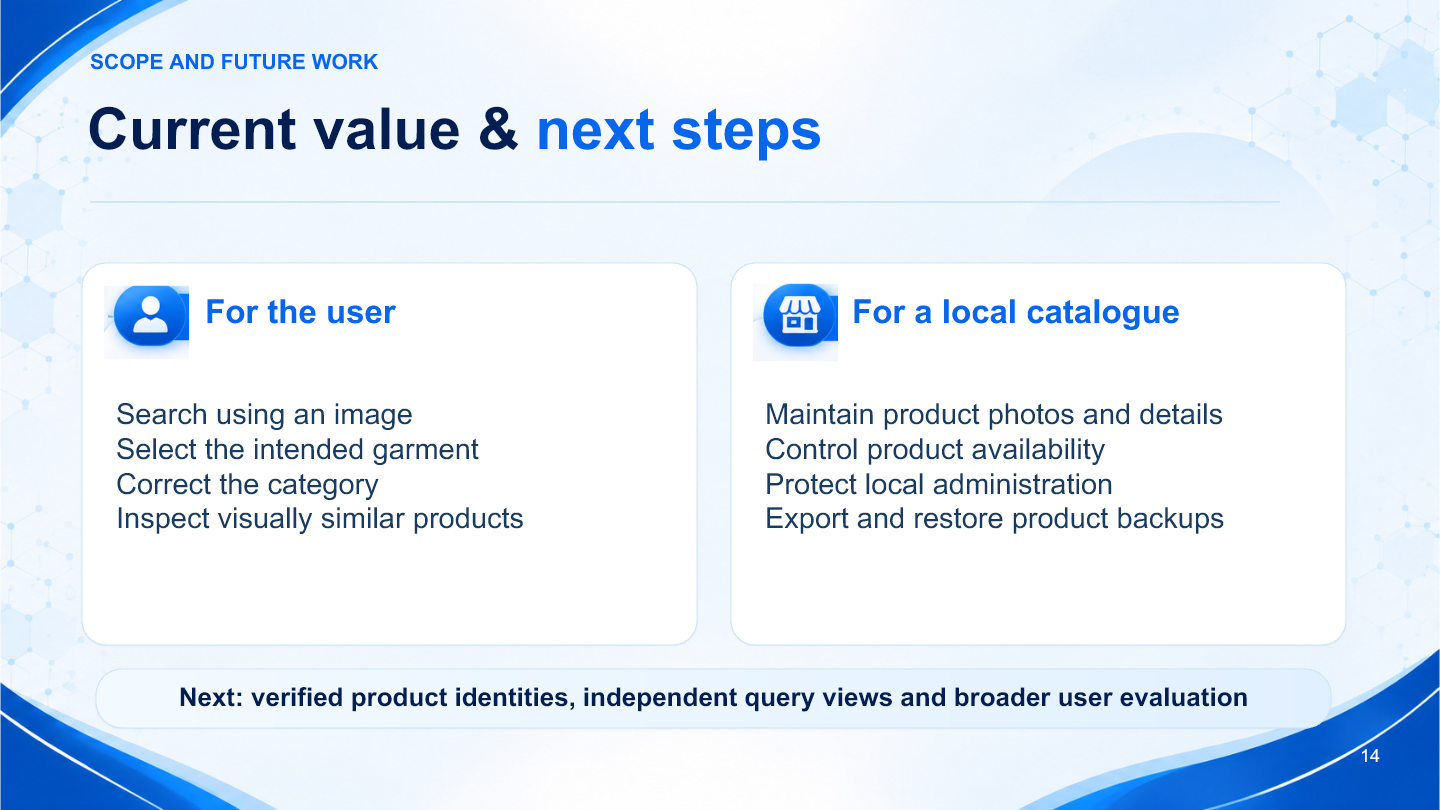 SCOPE AND FUTURE WORK
Current value & next steps
For the user
Search using an image
Select the intended garment
Correct the category
Inspect visually similar products
For a local catalogue
Maintain product photos and details
Control product availability
Protect local administration
Export and restore product backups
Next: verified product identities, independent query views and broader user evaluation
14